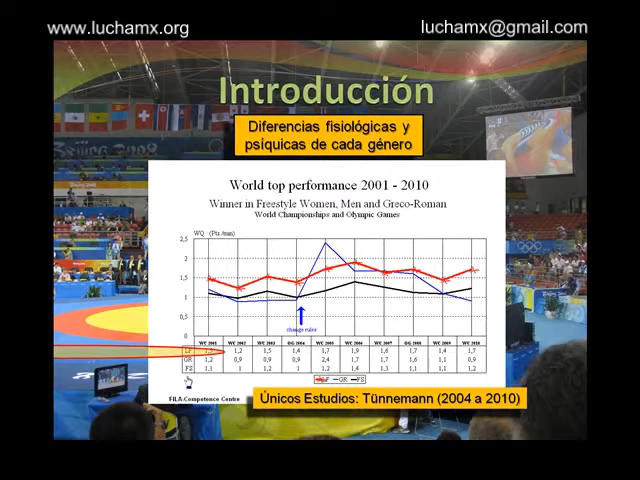 www.luchamx.org
luchamx@gmail.com
Introducción
Diferencias fisiológicas y
psíquicas de cada género
World top performance 2001 - 2010
Winner in Freestyle Women, Men and Greco-Roman
World Championships and Olympic Games
WQ (Pts /min)
2,5
2
1,5
1
0,5
0
change rules
WC 2001 WC 2002 WC 2003 OG 2004 WC 2005 WC 2006 WC 2007 OG 2008 WC 2009 WC 2010
LF 1,5 1,2 1,5 1,4 1,7 1,9 1,6 1,7 1,4 1,7
GR 1,2 0,9 0,9 0,9 2,4 1,7 1,7 1,6 1,1 0,9
FS 1,1 1 1,2 1 1,2 1,4 1,3 1,1 1,1 1,2
LF GR FS
FILA-Competence Centre
Únicos Estudios: Tünnemann (2004 a 2010)